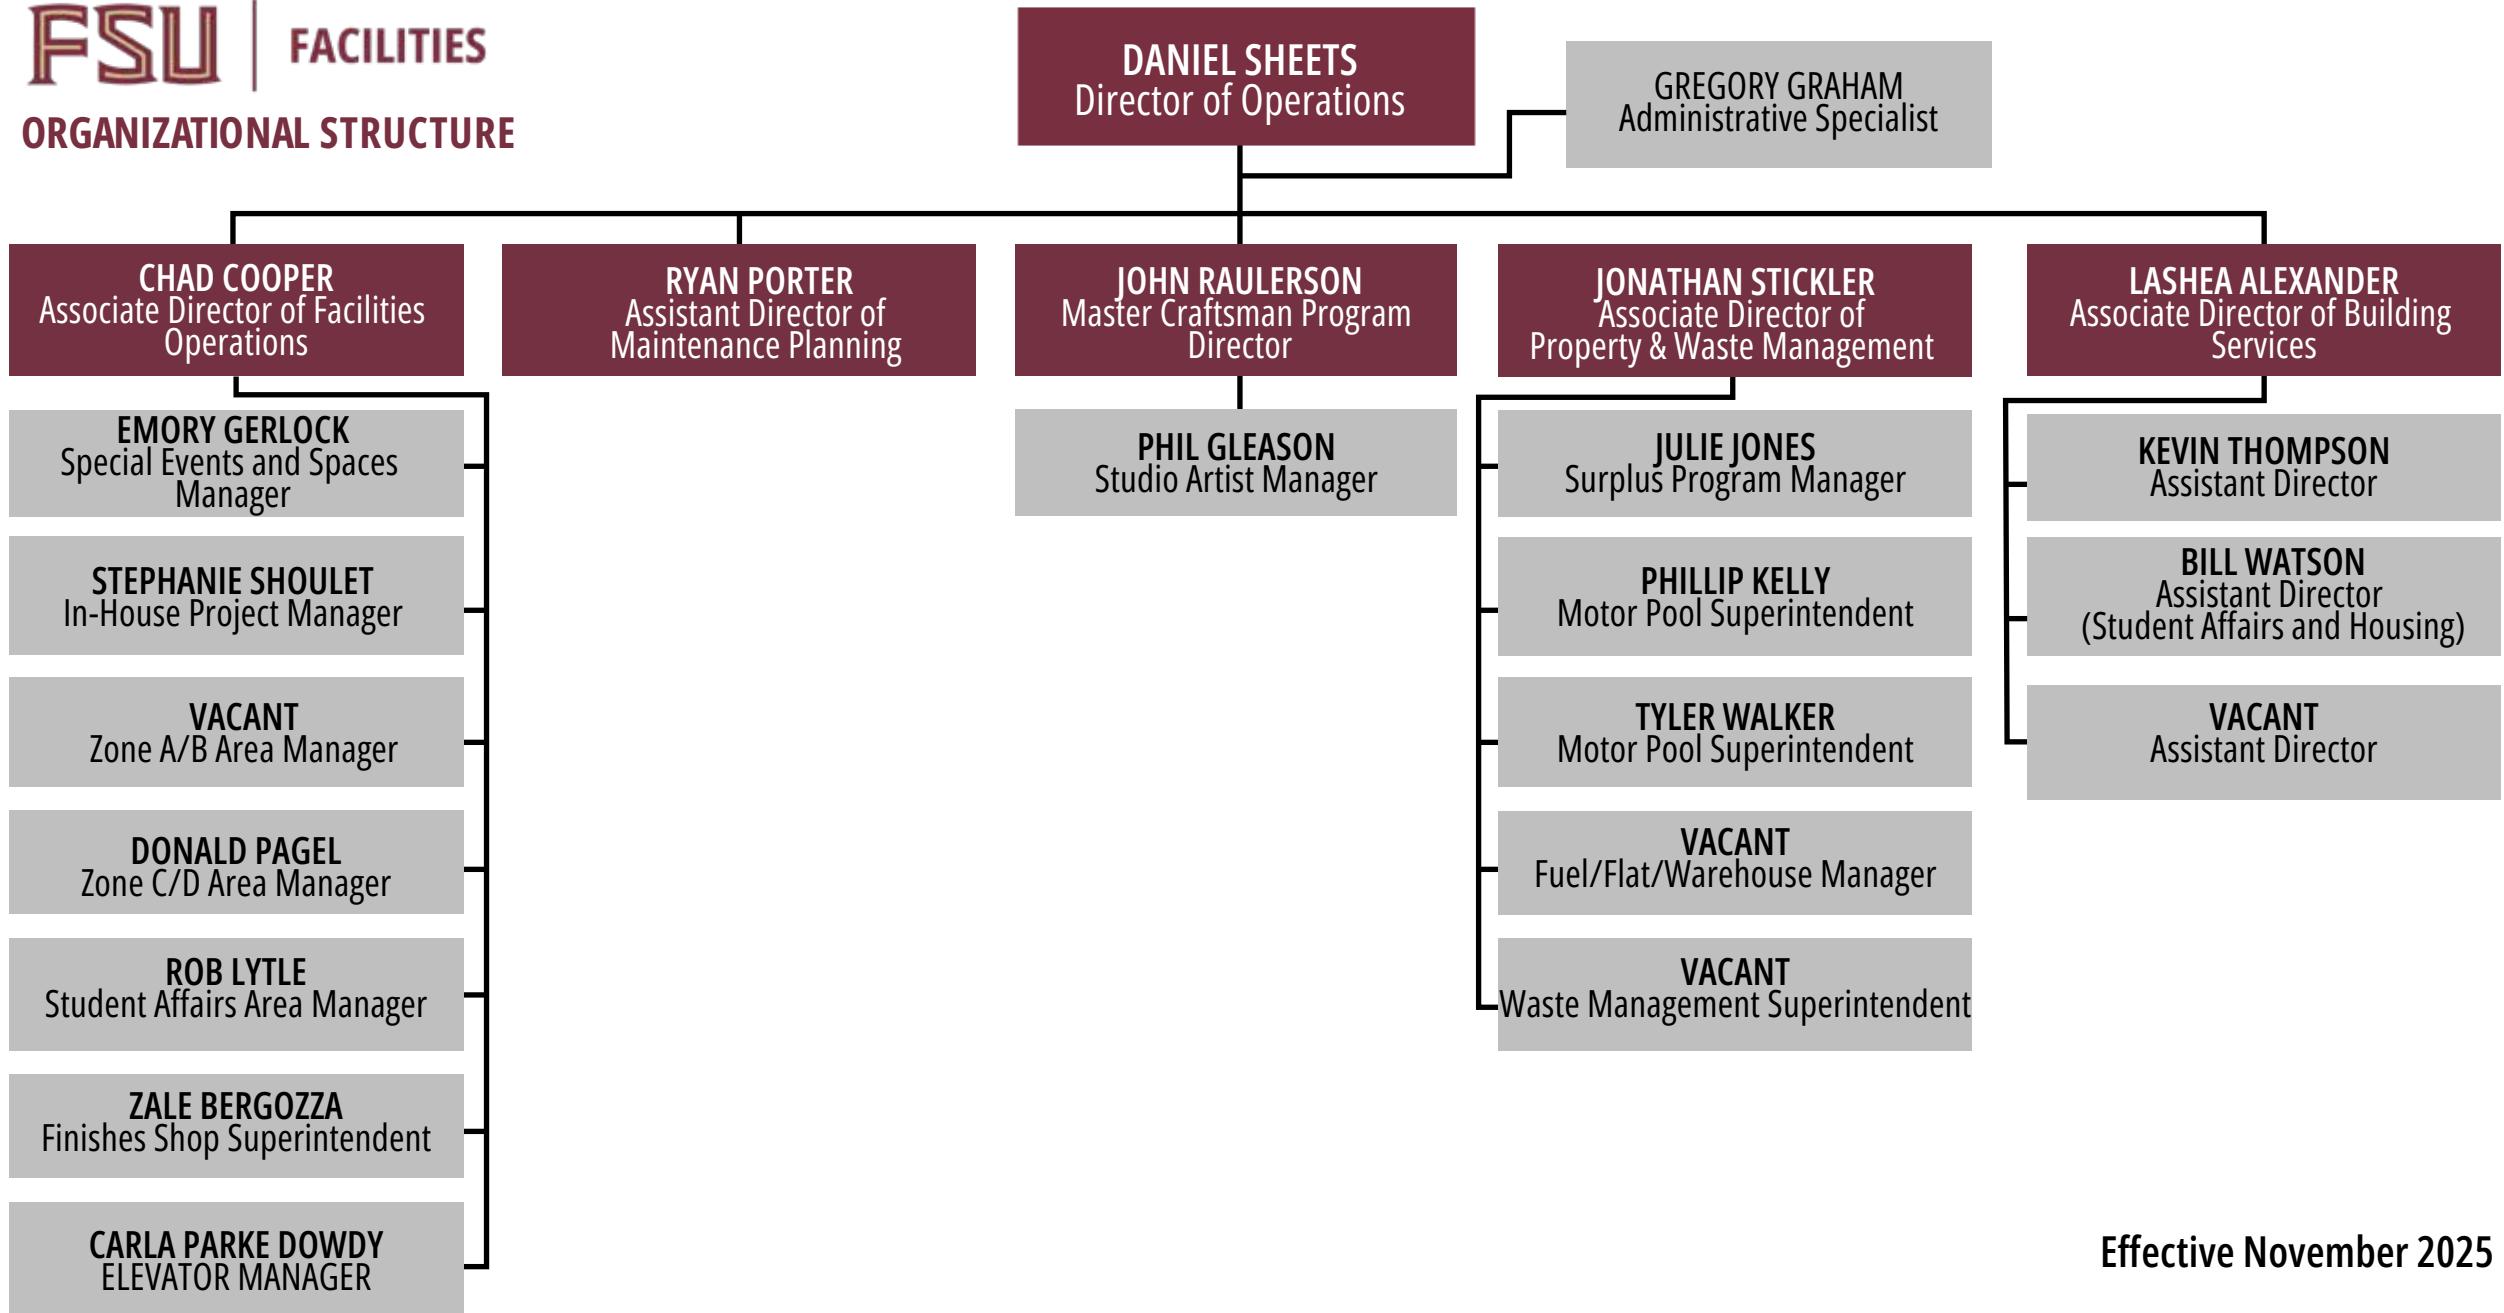 FSU | FACILITIES
ORGANIZATIONAL STRUCTURE
DANIEL SHEETS
Director of Operations
GREGORY GRAHAM
Administrative Specialist
CHAD COOPER
Associate Director of Facilities
Operations
RYAN PORTER
Assistant Director of
Maintenance Planning
JOHN RAULERSON
Master Craftsman Program
Director
JONATHAN STICKLER
Associate Director of
Property & Waste Management
LASHEA ALEXANDER
Associate Director of Building
Services
EMORY GERLOCK
Special Events and Spaces
Manager
STEPHANIE SHOULET
In-House Project Manager
VACANT
Zone A/B Area Manager
DONALD PAGEL
Zone C/D Area Manager
ROB LYTLE
Student Affairs Area Manager
ZALE BERGOZZA
Finishes Shop Superintendent
CARLA PARKE DOWDY
ELEVATOR MANAGER
PHIL GLEASON
Studio Artist Manager
JULIE JONES
Surplus Program Manager
PHILLIP KELLY
Motor Pool Superintendent
TYLER WALKER
Motor Pool Superintendent
VACANT
Fuel/Flat/Warehouse Manager
VACANT
Waste Management Superintendent
KEVIN THOMPSON
Assistant Director
BILL WATSON
Assistant Director
(Student Affairs and Housing)
VACANT
Assistant Director
Effective November 2025